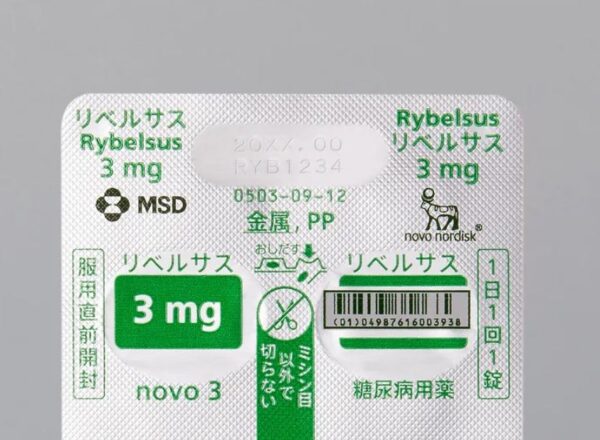 リベルサス
Rybelsus
3 mg
MSD
20XX.00
RYB1234
0503-09-12
金属, PP
おしだす
Rybelsus
リベルサス
3 mg
novo nordisk®
服用直前開封
リベルサス
3 mg
novo 3
ミシン目
以外で
切らない
リベルサス
(01)04987616003938
糖尿病用薬
1日1回1錠